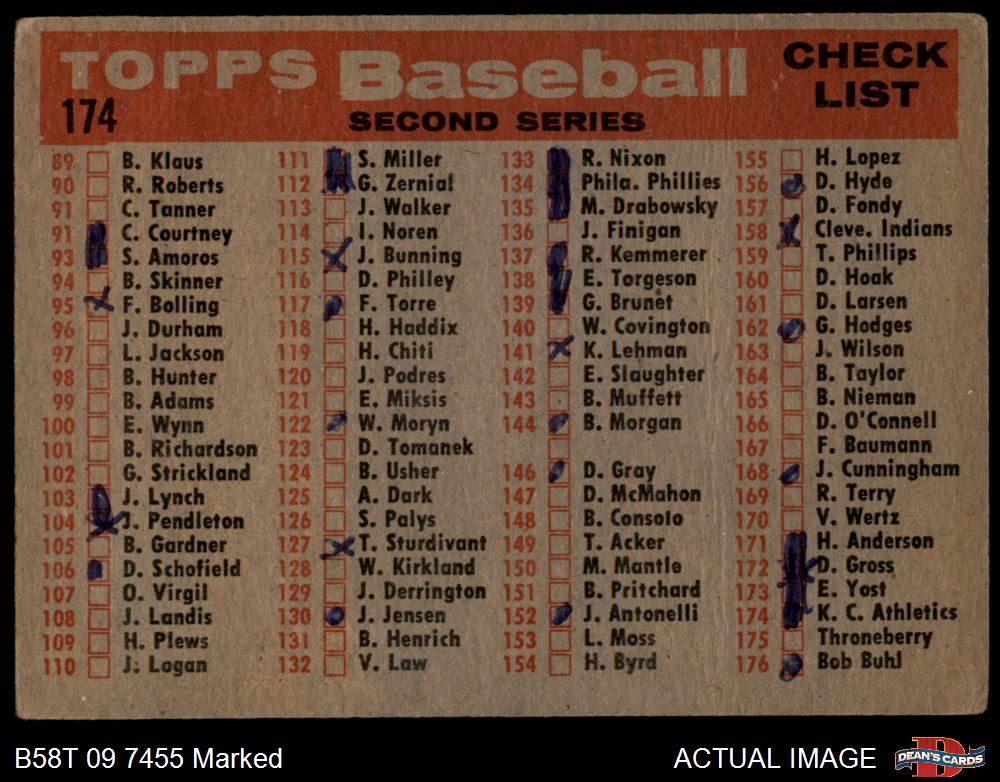 TOPPS Baseball CHECK LIST
174 SECOND SERIES
89 B. Klaus
90 R. Roberts
91 C. Tanner
91 C. Courtney
93 S. Amoros
94 B. Skinner
95 F. Bolling
96 J. Durham
97 L. Jackson
98 B. Hunter
99 B. Adams
100 E. Wynn
101 B. Richardson
102 G. Strickland
103 J. Lynch
104 J. Pendleton
105 B. Gardner
106 D. Schofield
107 O. Virgil
108 J. Landis
109 H. Plews
110 J. Logan
111 S. Miller
112 G. Zernial
113 J. Walker
114 I. Noren
115 J. Bunning
116 D. Philley
117 F. Torre
118 H. Haddix
119 H. Chiti
120 J. Podres
121 E. Miksis
122 W. Moryn
123 D. Tomanek
124 B. Usher
125 A. Dark
126 S. Palys
127 T. Sturdivant
128 W. Kirkland
129 J. Derrington
130 J. Jensen
131 B. Henrich
132 V. Law
133 R. Nixon
134 Phila. Phillies
135 M. Drabowsky
136 J. Finigan
137 R. Kemmerer
138 E. Torgeson
139 G. Brunet
140 W. Covington
141 K. Lehman
142 E. Slaughter
143 B. Muffett
144 B. Morgan
146 D. Gray
147 D. McMahon
148 B. Consolo
149 T. Acker
150 M. Mantle
151 B. Pritchard
152 J. Antonelli
153 L. Moss
154 H. Byrd
155 H. Lopez
156 D. Hyde
157 D. Fondy
158 Cleve. Indians
159 T. Phillips
160 D. Hoak
161 D. Larsen
162 G. Hodges
163 J. Wilson
164 B. Taylor
165 B. Nieman
166 D. O'Connell
167 F. Baumann
168 J. Cunningham
169 R. Terry
170 V. Wertz
171 H. Anderson
172 D. Gross
173 E. Yost
174 K. C. Athletics
175 Throneberry
176 Bob Buhl
B58T 09 7455 Marked ACTUAL IMAGE DEAN'S CARDS